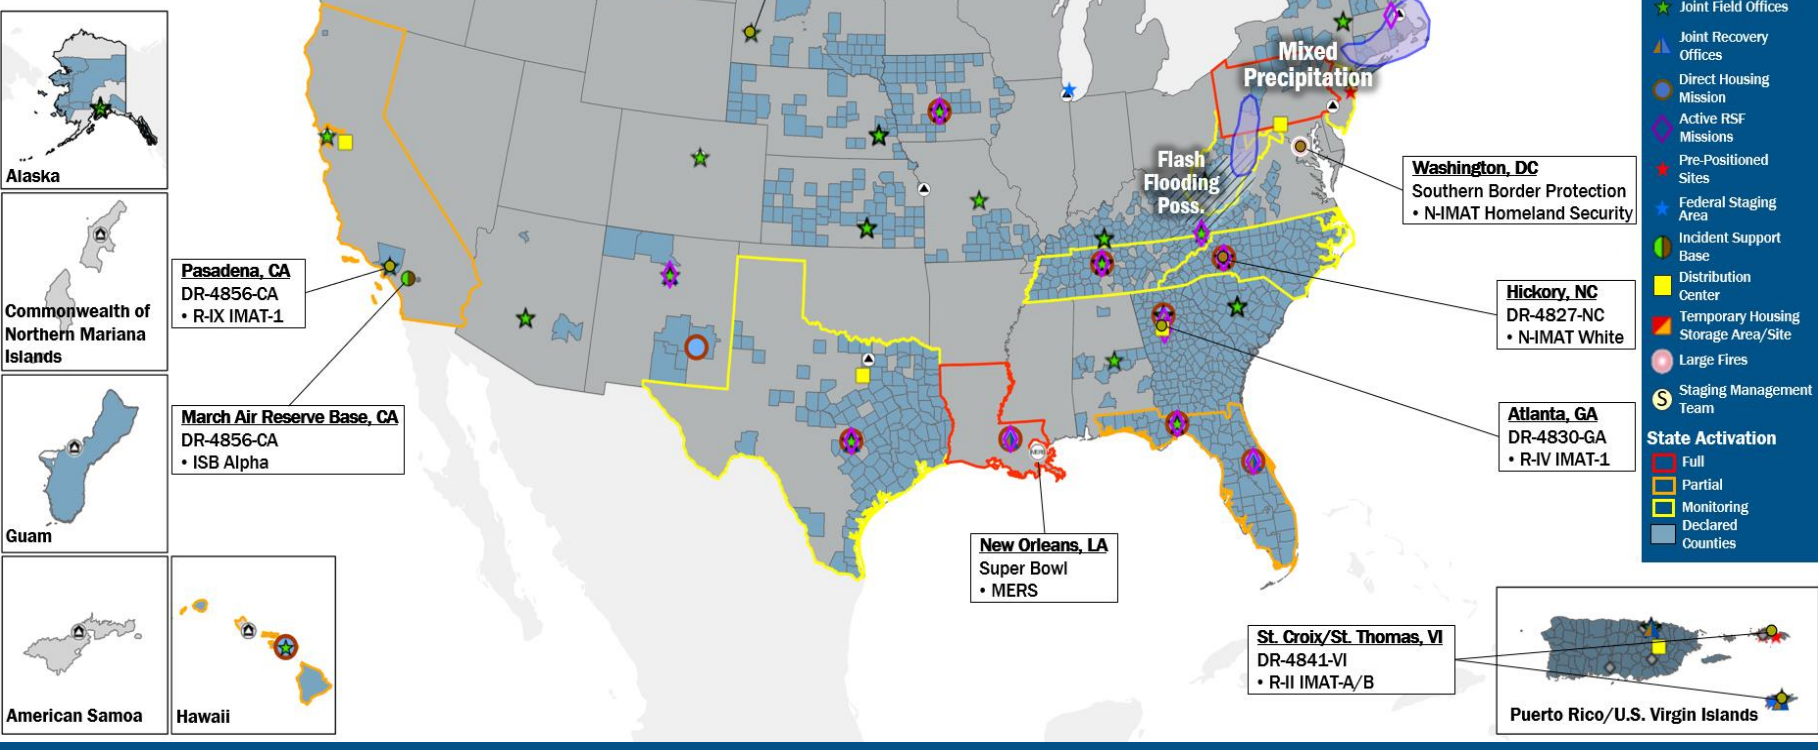 Alaska
Commonwealth of
Northern Mariana
Islands
Guam
American Samoa
Hawaii
Pasadena, CA
DR-4856-CA
• R-IX IMAT-1
March Air Reserve Base, CA
DR-4856-CA
• ISB Alpha
Mixed
Precipitation
Flash
Flooding
Poss.
Washington, DC
Southern Border Protection
• N-IMAT Homeland Security
Hickory, NC
DR-4827-NC
• N-IMAT White
Atlanta, GA
DR-4830-GA
• R-IV IMAT-1
MERS
New Orleans, LA
Super Bowl
• MERS
St. Croix/St. Thomas, VI
DR-4841-VI
• R-II IMAT-A/B
Puerto Rico/U.S. Virgin Islands
Joint Field Offices
Joint Recovery
Offices
Direct Housing
Mission
Active RSF
Missions
Pre-Positioned
Sites
Federal Staging
Area
Incident Support
Base
Distribution
Center
Temporary Housing
Storage Area/Site
Large Fires
S
Staging Management
Team
State Activation
Full
Partial
Monitoring
Declared
Counties